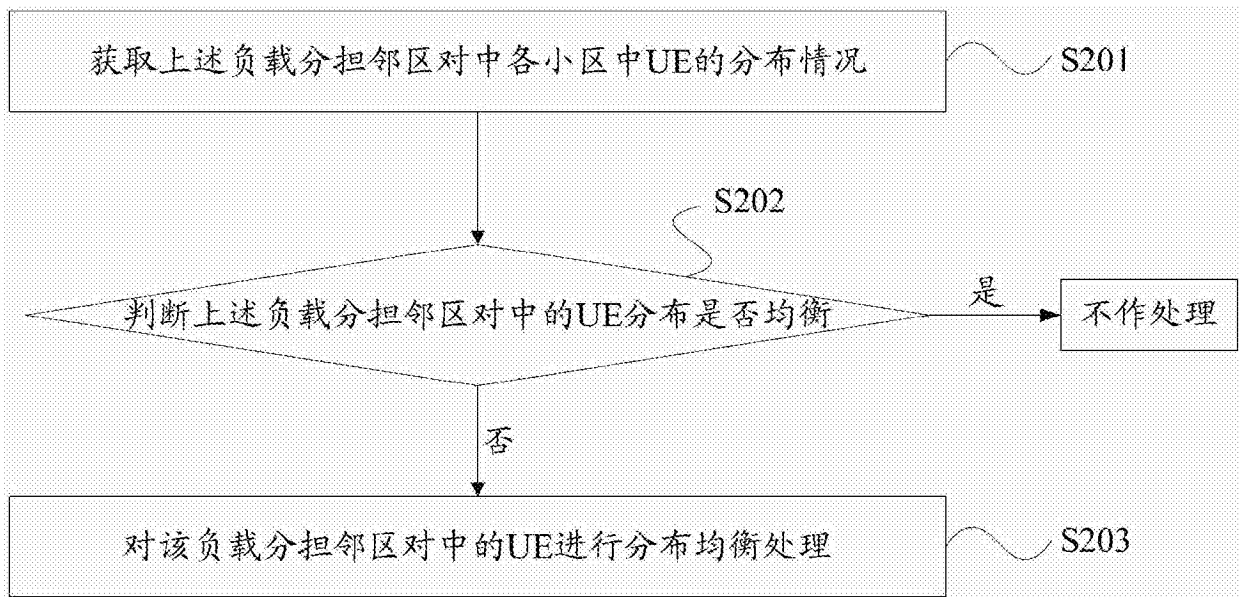 获取上述负载分担邻区对中各小区中UE的分布情况
S201
S202
判断上述负载分担邻区对中的UE分布是否均衡
是
不作处理
否
对该负载分担邻区对中的UE进行分布均衡处理
S203